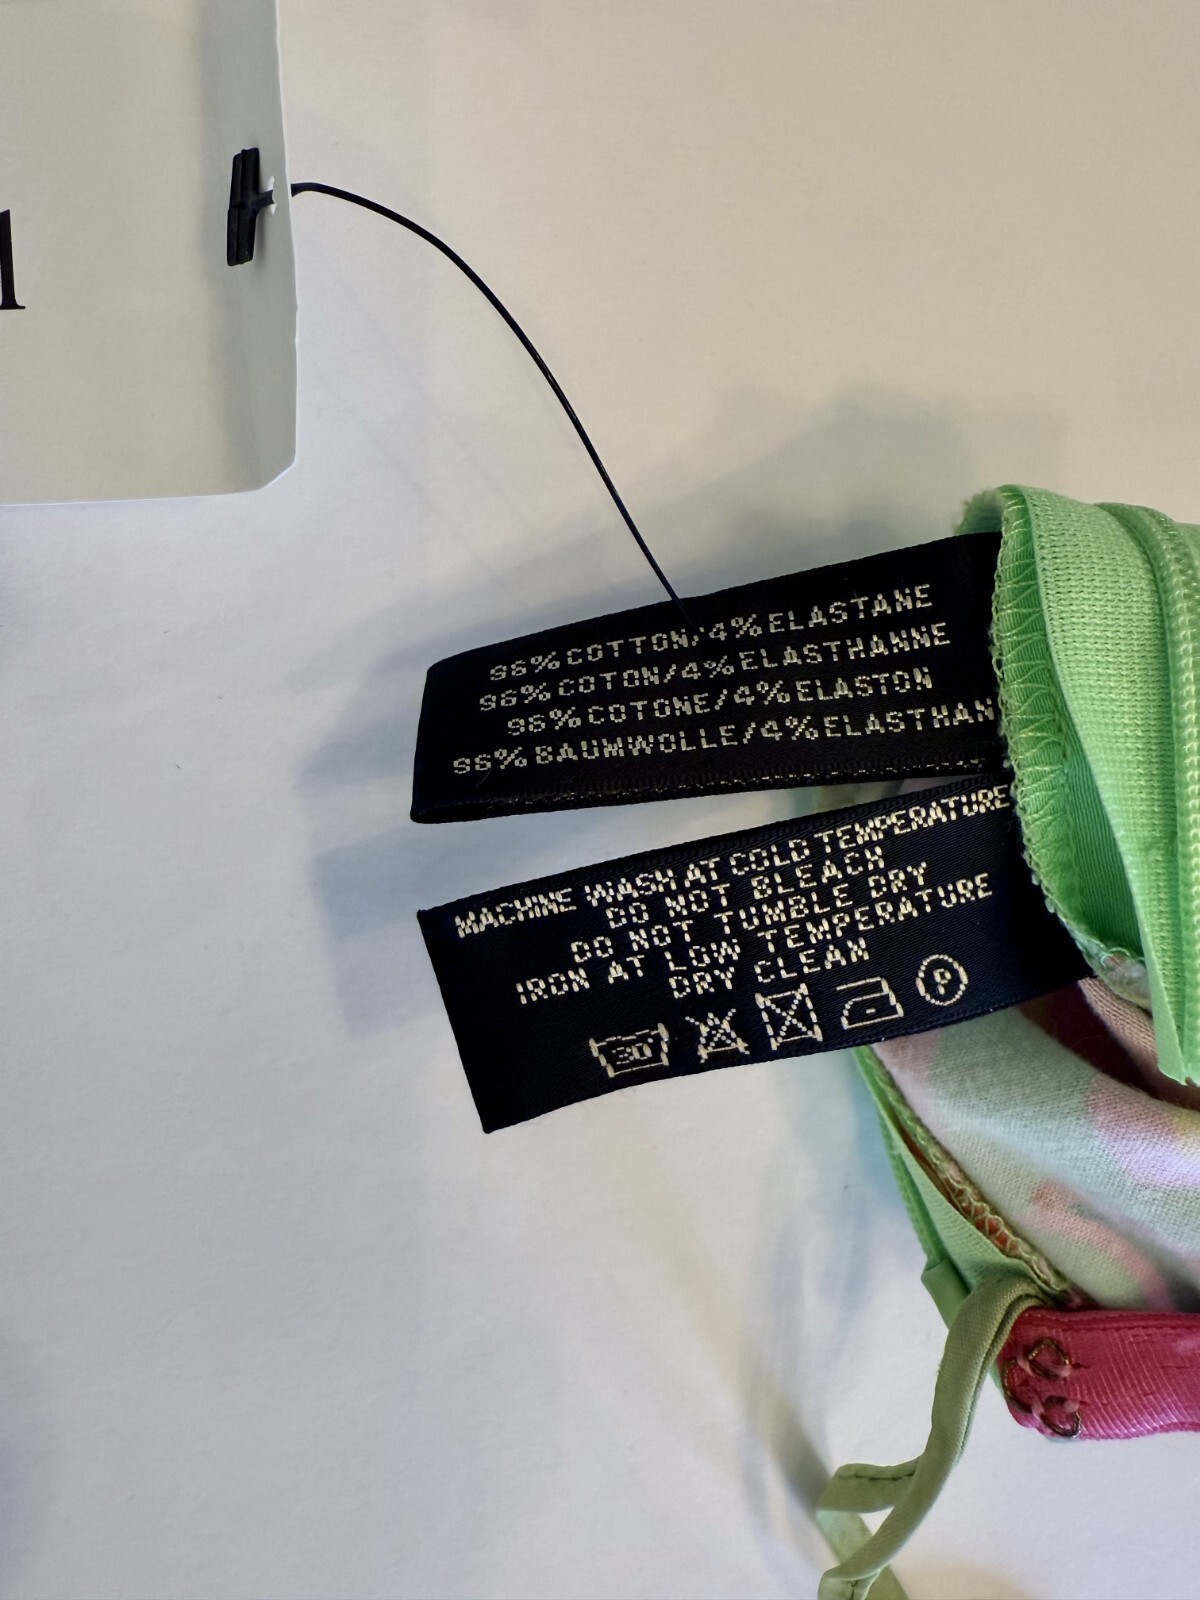 l
96%COTTON/4%ELASTANE
96%COTON/4%ELASTHANNE
96%COTONE/4%ELASTON
96%BAUMWOLLE/4%ELASTHAN
MACHINE WASH AT COLD TEMPERATURE
DO NOT BLEACH
DO NOT TUMBLE DRY
IRON AT LOW TEMPERATURE
DRY CLEAN
30 P